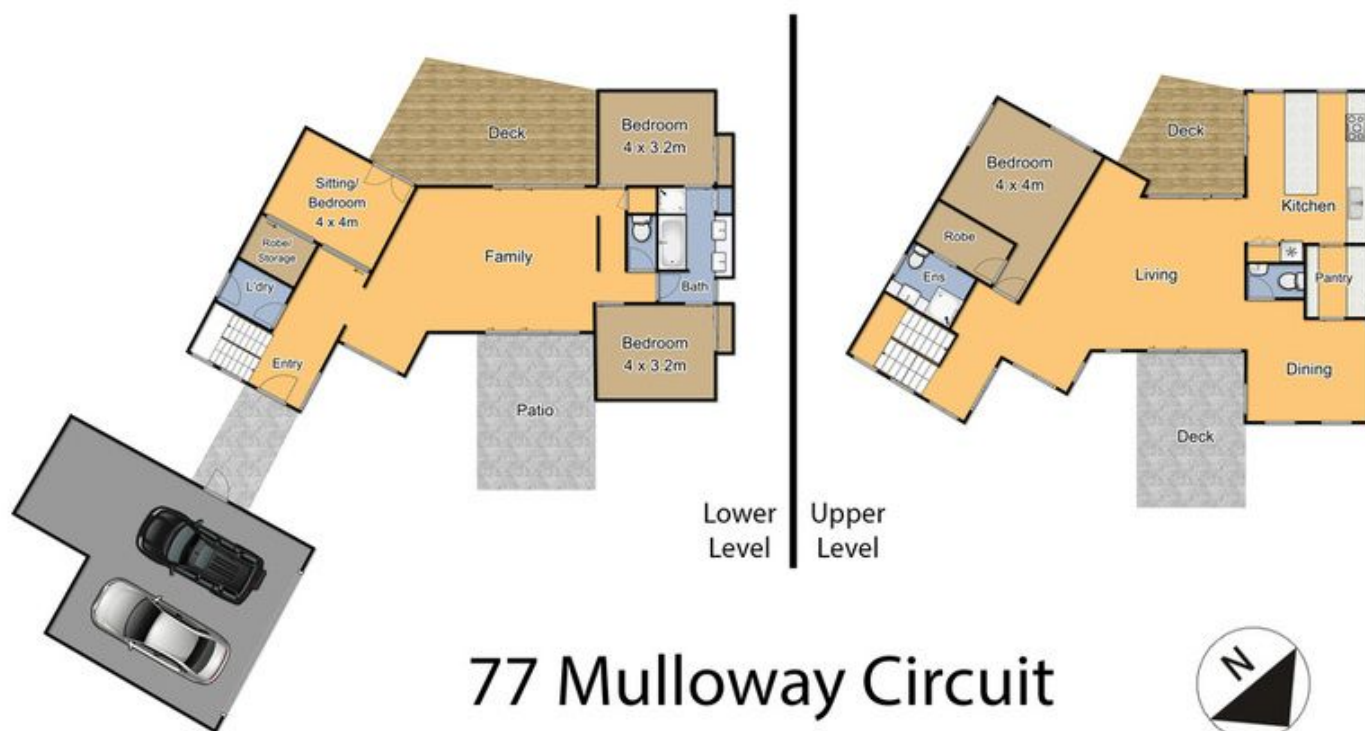 Deck
Bedroom
4 x 3.2m
Sitting/
Bedroom
4 x 4m
Robe/
Storage
L'dry
Family
Bath
Entry
Bedroom
4 x 3.2m
Patio
Lower
Level
Upper
Level
Deck
Bedroom
4 x 4m
Kitchen
Robe
Ens
Living
Pantry
Dining
Deck
77 Mulloway Circuit
N